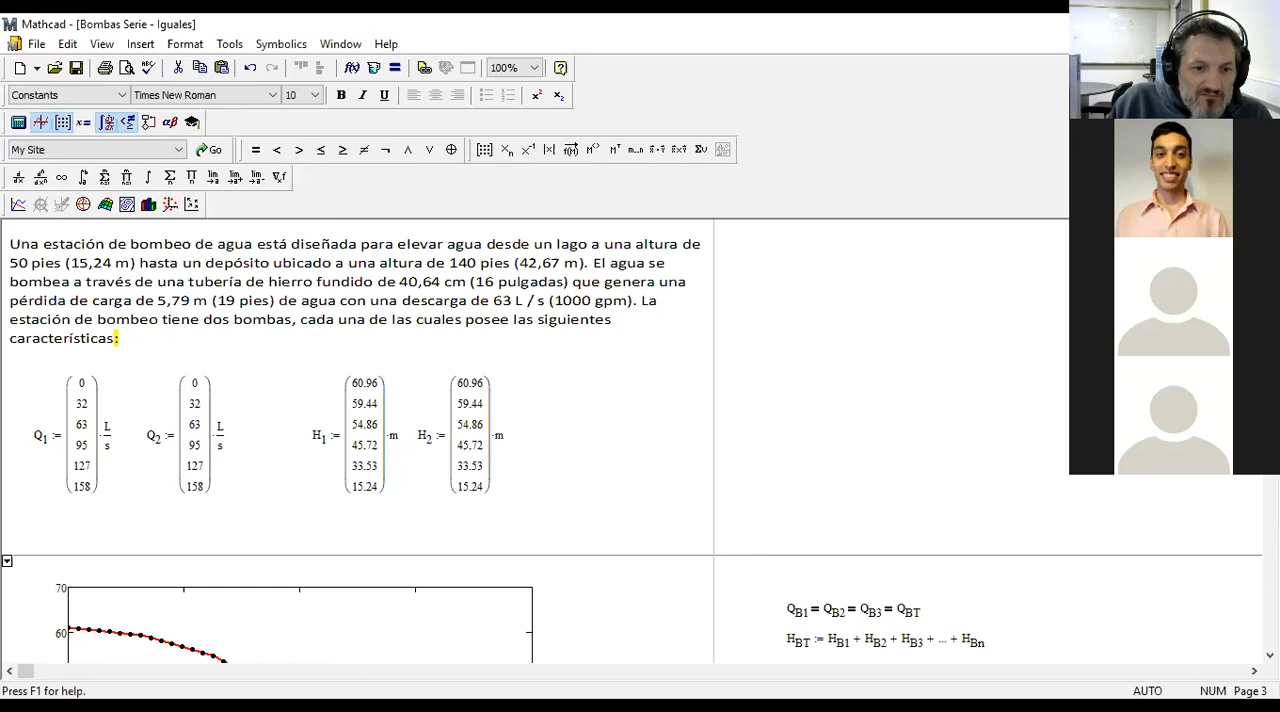 Mathcad - [Bombas Serie - Iguales]
File Edit View Insert Format Tools Symbolics Window Help
100%
Constants Times New Roman 10 B I U
My Site Go
Una estación de bombeo de agua está diseñada para elevar agua desde un lago a una altura de
50 pies (15,24 m) hasta un depósito ubicado a una altura de 140 pies (42,67 m). El agua se
bombea a través de una tubería de hierro fundido de 40,64 cm (16 pulgadas) que genera una
pérdida de carga de 5,79 m (19 pies) de agua con una descarga de 63 L / s (1000 gpm). La
estación de bombeo tiene dos bombas, cada una de las cuales posee las siguientes
características:
0 0 60.96 60.96
32 32 59.44 59.44
63 63 54.86 54.86
Q1 := 95 · L/s Q2 := 95 · L/s H1 := 45.72 · m H2 := 45.72 · m
127 127 33.53 33.53
158 158 15.24 15.24
70
60
QB1 = QB2 = QB3 = QBT
HBT := HB1 + HB2 + HB3 + ... + HBn
Press F1 for help. AUTO NUM Page 3